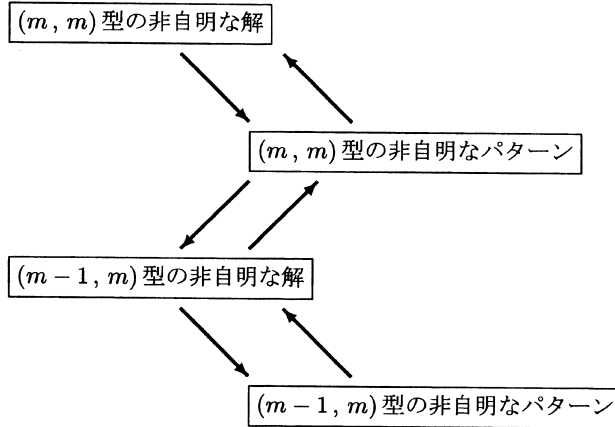 (m, m) 型の非自明な解
(m, m) 型の非自明なパターン
(m − 1, m) 型の非自明な解
(m − 1, m) 型の非自明なパターン